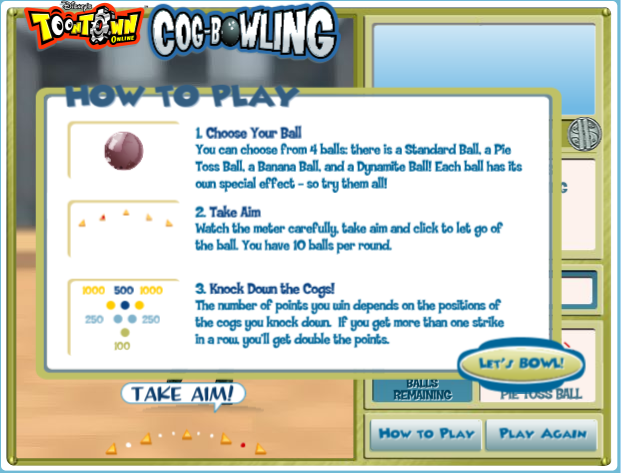 Disney's
TOONTOWN
ONLINE
COG-BOWLING
HOW TO PLAY
1. Choose Your Ball
You can choose from 4 balls: there is a Standard Ball, a Pie
Toss Ball, a Banana Ball, and a Dynamite Ball! Each ball has its
own special effect - so try them all!
2. Take Aim
Watch the meter carefully, take aim and click to let go of
the ball. You have 10 balls per round.
1000 500 1000
250 250
100
3. Knock Down the Cogs!
The number of points you win depends on the positions of
the cogs you knock down. If you get more than one strike
in a row, you'll get double the points.
LET'S BOWL!
TAKE AIM!
BALLS
REMAINING
PIE TOSS BALL
HOW TO PLAY
PLAY AGAIN